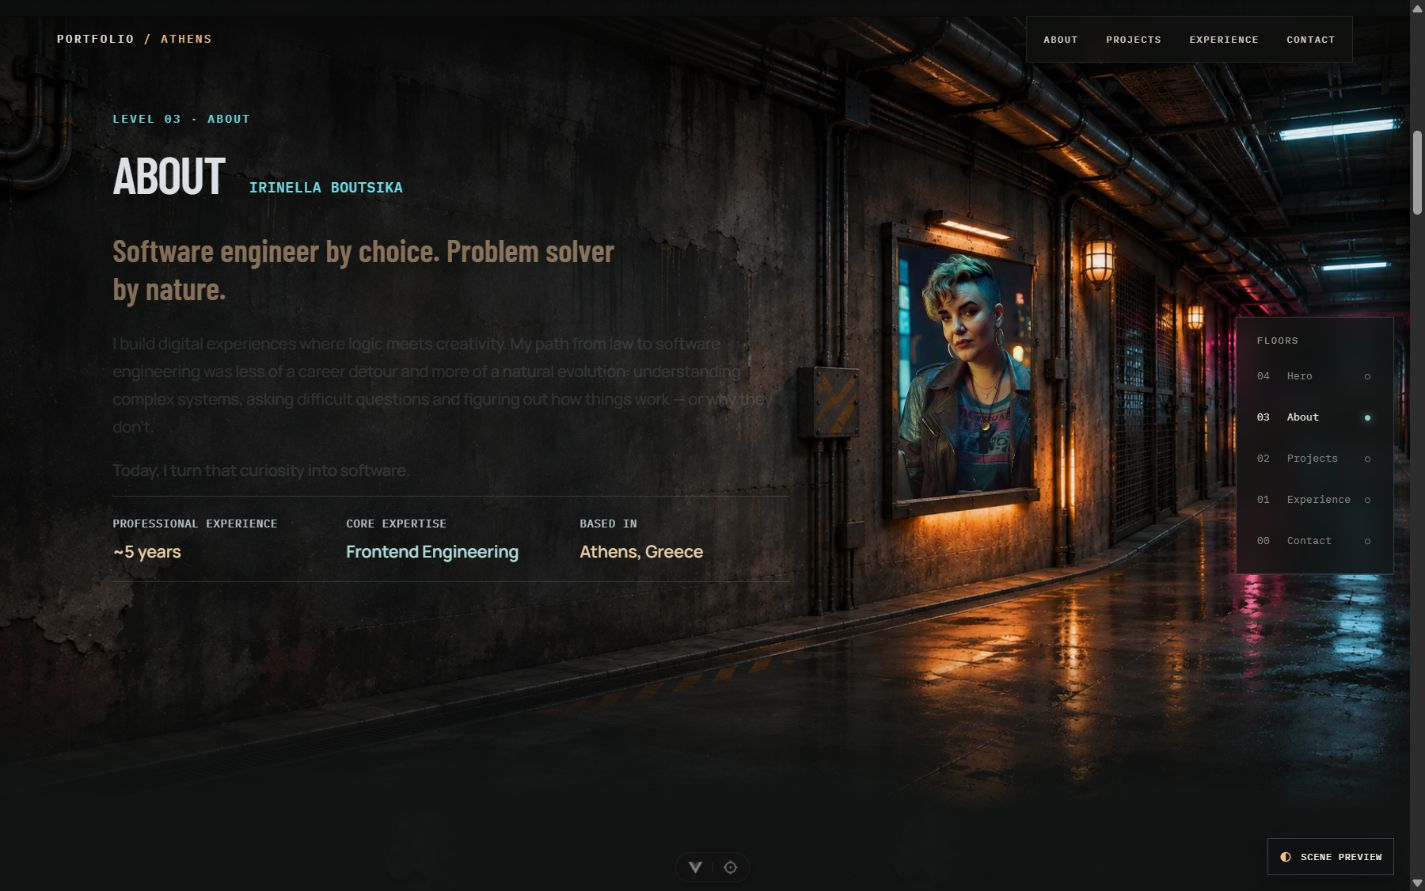 PORTFOLIO / ATHENS
ABOUT PROJECTS EXPERIENCE CONTACT
LEVEL 03 · ABOUT
ABOUT IRINELLA BOUTSIKA
Software engineer by choice. Problem solver
by nature.
I build digital experiences where logic meets creativity. My path from law to software
engineering was less of a career detour and more of a natural evolution: understanding
complex systems, asking difficult questions and figuring out how things work — or why they
don't.
Today, I turn that curiosity into software.
PROFESSIONAL EXPERIENCE
~5 years
CORE EXPERTISE
Frontend Engineering
BASED IN
Athens, Greece
FLOORS
04 Hero
03 About
02 Projects
01 Experience
00 Contact
SCENE PREVIEW